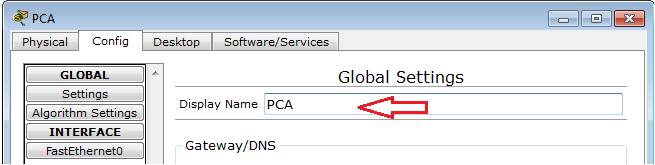 PCA
Physical Config Desktop Software/Services
GLOBAL
Settings
Algorithm Settings
INTERFACE
FastEthernet0
Global Settings
Display Name PCA
Gateway/DNS